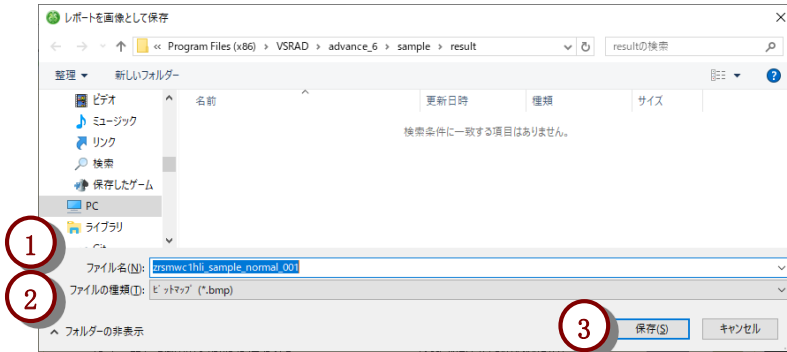 レポートを画像として保存
« Program Files (x86) › VSRAD › advance_6 › sample › result
resultの検索
整理 ▼ 新しいフォルダー
ビデオ
ミュージック
リンク
検索
保存したゲーム
PC
ライブラリ
名前 更新日時 種類 サイズ
検索条件に一致する項目はありません。
1
ファイル名(N): zrsmwc1hli_sample_normal_001
2
ファイルの種類(T): ビットマップ (*.bmp)
フォルダーの非表示
3
保存(S) キャンセル